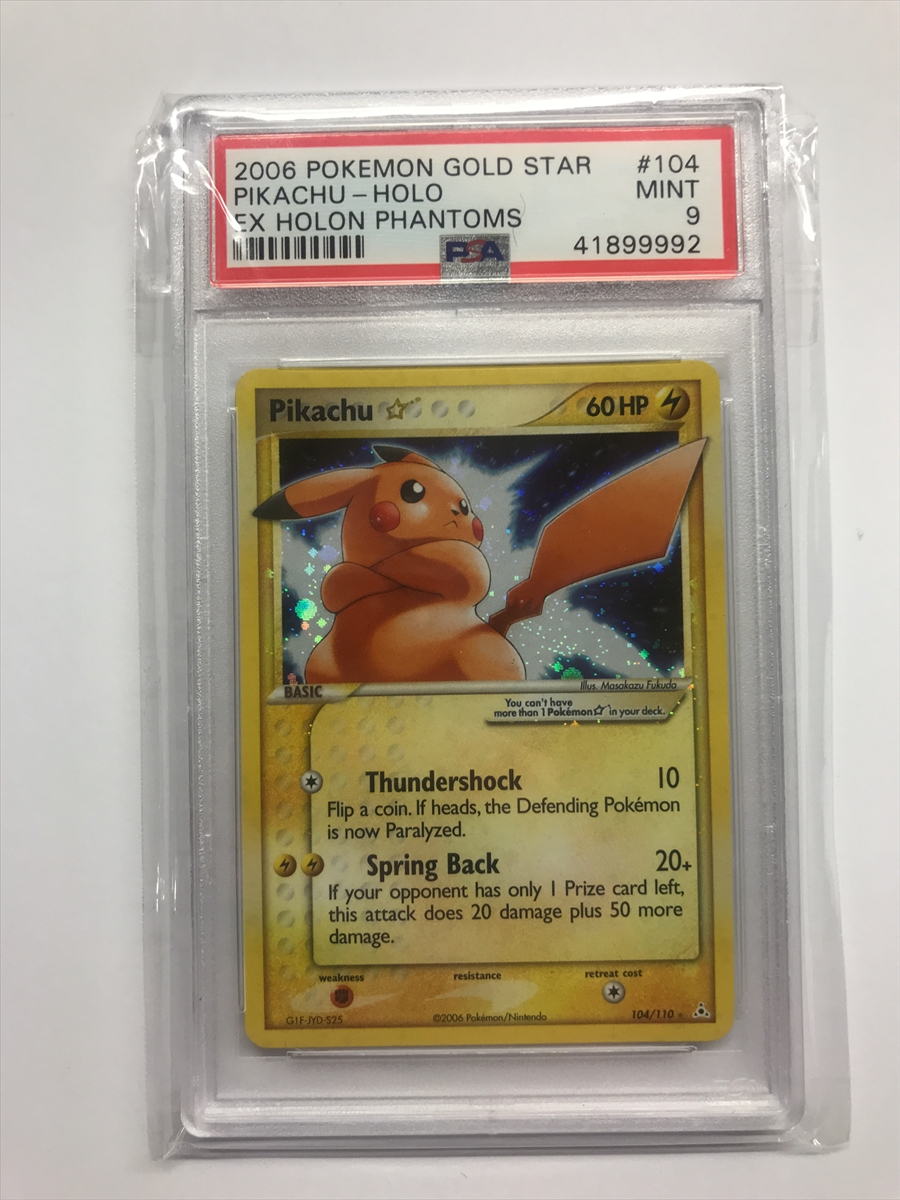 2006 POKEMON GOLD STAR #104
PIKACHU - HOLO MINT
EX HOLON PHANTOMS 9
PSA 41899992
Pikachu ☆ 60 HP
BASIC
Illus. Masakazu Fukuda
You can't have
more than 1 Pokémon☆ in your deck.
Thundershock 10
Flip a coin. If heads, the Defending Pokémon
is now Paralyzed.
Spring Back 20+
If your opponent has only 1 Prize card left,
this attack does 20 damage plus 50 more
damage.
weakness resistance retreat cost
G1F-JYD-525 ©2006 Pokémon/Nintendo 104/110